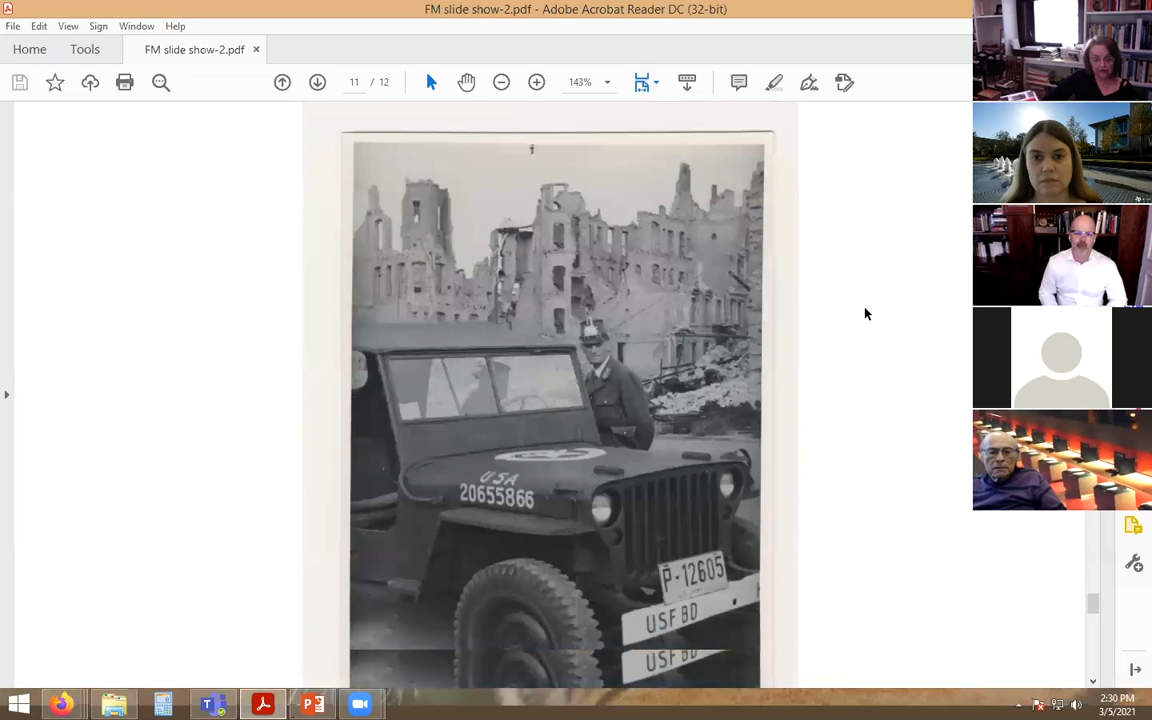 FM slide show-2.pdf - Adobe Acrobat Reader DC (32-bit)
File Edit View Sign Window Help
Home Tools FM slide show-2.pdf ×
11 / 12 143%
USA
20655866
P-12605
USF BD
USF BD
2:30 PM
3/5/2021